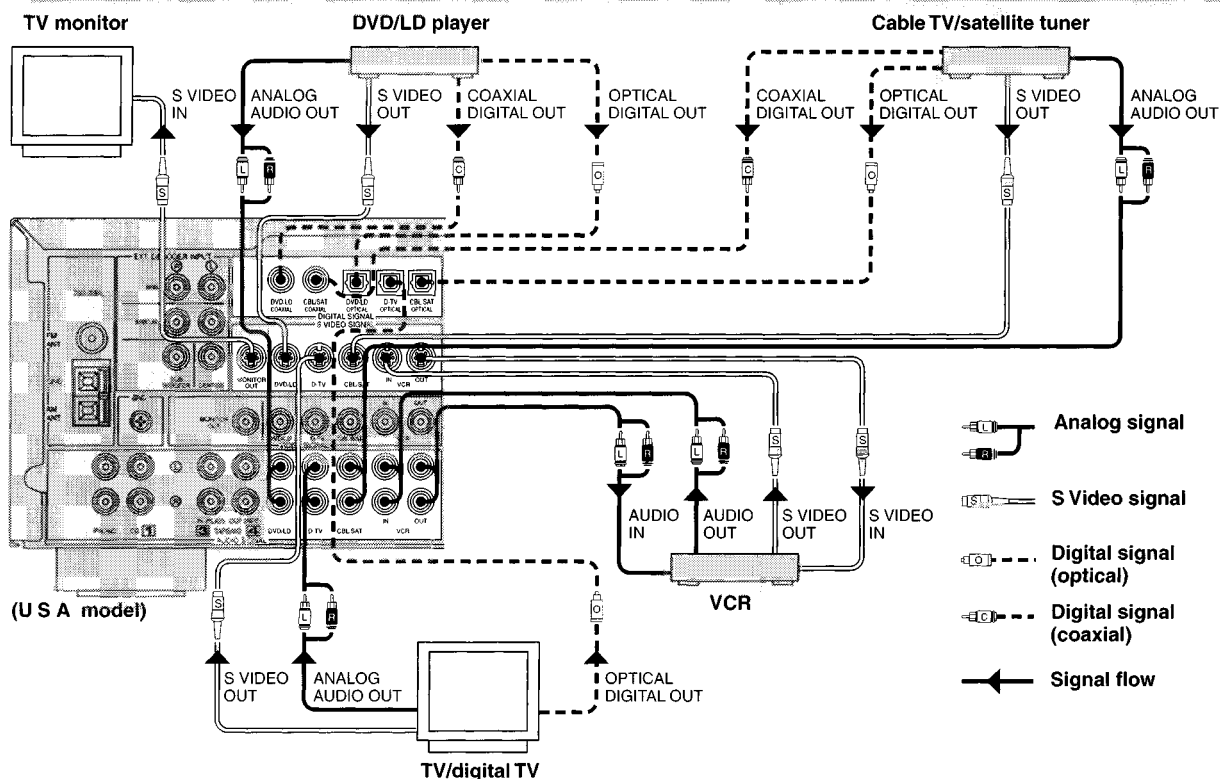 TV monitor
DVD/LD player
Cable TV/satellite tuner
S VIDEO
IN
ANALOG
AUDIO OUT
S VIDEO
OUT
COAXIAL
DIGITAL OUT
OPTICAL
DIGITAL OUT
COAXIAL
DIGITAL OUT
OPTICAL
DIGITAL OUT
S VIDEO
OUT
ANALOG
AUDIO OUT
S
L
R
S
C
O
C
O
S
L
R
DVD/LD
COAXIAL
CBL/SAT
COAXIAL
DVD/LD
OPTICAL
D-TV
OPTICAL
CBL/SAT
OPTICAL
DIGITAL SIGNAL
S VIDEO SIGNAL
MONITOR
OUT
DVD/LD
D-TV
CBL/SAT
IN
VCR
OUT
DVD/LD
D-TV
CBL/SAT
IN
VCR
OUT
L
R
L
R
S
S
AUDIO
IN
AUDIO
OUT
S VIDEO
OUT
S VIDEO
IN
VCR
L
R
Analog signal
S
S Video signal
O
Digital signal
(optical)
C
Digital signal
(coaxial)
Signal flow
(U S A model)
S
L
R
O
S VIDEO
OUT
ANALOG
AUDIO OUT
OPTICAL
DIGITAL OUT
TV/digital TV